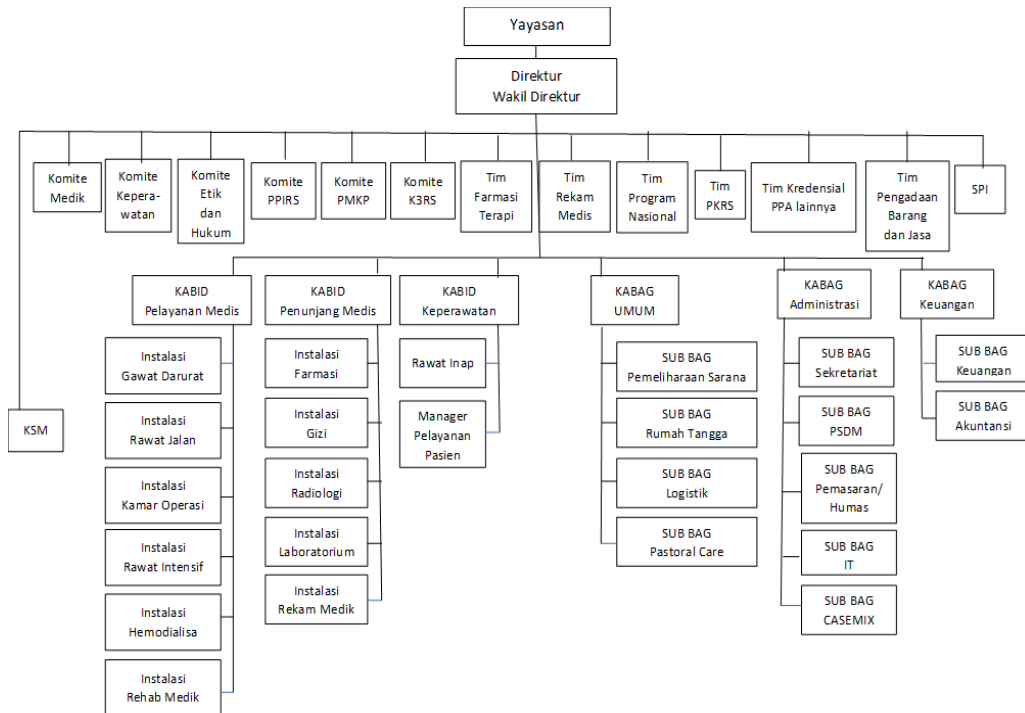 Yayasan
Direktur
Wakil Direktur
Komite
Medik
Komite
Kepera-
watan
Komite
Etik
dan
Hukum
Komite
PPIRS
Komite
PMKP
Komite
K3RS
Tim
Farmasi
Terapi
Tim
Rekam
Medis
Tim
Program
Nasional
Tim
PKRS
Tim Kredensial
PPA lainnya
Tim
Pengadaan
Barang
dan Jasa
SPI
KSM
KABID
Pelayanan Medis
Instalasi
Gawat Darurat
Instalasi
Rawat Jalan
Instalasi
Kamar Operasi
Instalasi
Rawat Intensif
Instalasi
Hemodialisa
Instalasi
Rehab Medik
KABID
Penunjang Medis
Instalasi
Farmasi
Instalasi
Gizi
Instalasi
Radiologi
Instalasi
Laboratorium
Instalasi
Rekam Medik
KABID
Keperawatan
Rawat Inap
Manager
Pelayanan
Pasien
KABAG
UMUM
SUB BAG
Pemeliharaan Sarana
SUB BAG
Rumah Tangga
SUB BAG
Logistik
SUB BAG
Pastoral Care
KABAG
Administrasi
SUB BAG
Sekretariat
SUB BAG
PSDM
SUB BAG
Pemasaran/
Humas
SUB BAG
IT
SUB BAG
CASEMIX
KABAG
Keuangan
SUB BAG
Keuangan
SUB BAG
Akuntansi